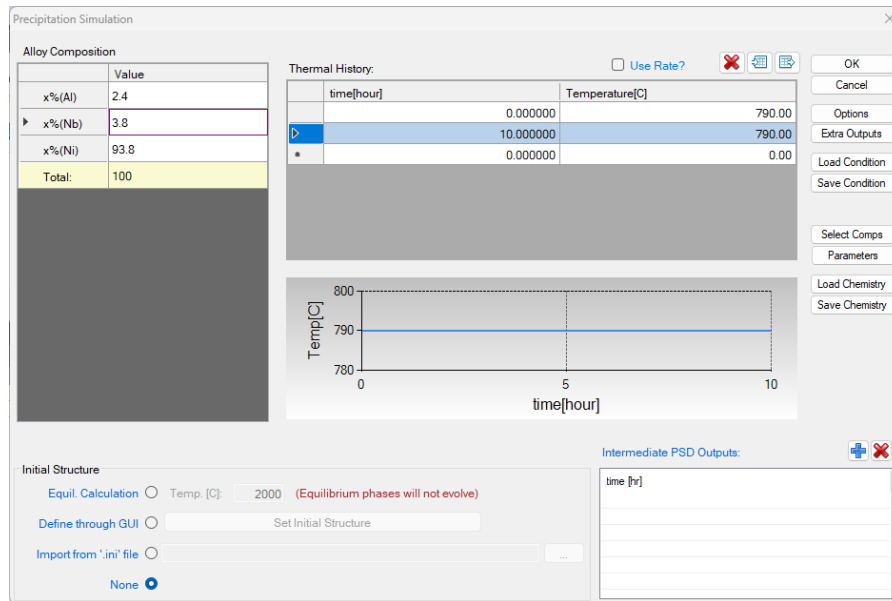 Precipitation Simulation
Alloy Composition
Value
x%(Al) 2.4
x%(Nb) 3.8
x%(Ni) 93.8
Total: 100
Thermal History:
Use Rate?
time[hour] Temperature[C]
0.000000 790.00
10.000000 790.00
0.000000 0.00
OK
Cancel
Options
Extra Outputs
Load Condition
Save Condition
Select Comps
Parameters
Load Chemistry
Save Chemistry
Temp[C]
800
790
780
0 5 10
time[hour]
Initial Structure
Equil. Calculation Temp. [C]: 2000 (Equilibrium phases will not evolve)
Define through GUI Set Initial Structure
Import from '.ini' file ...
None
Intermediate PSD Outputs:
time [hr]